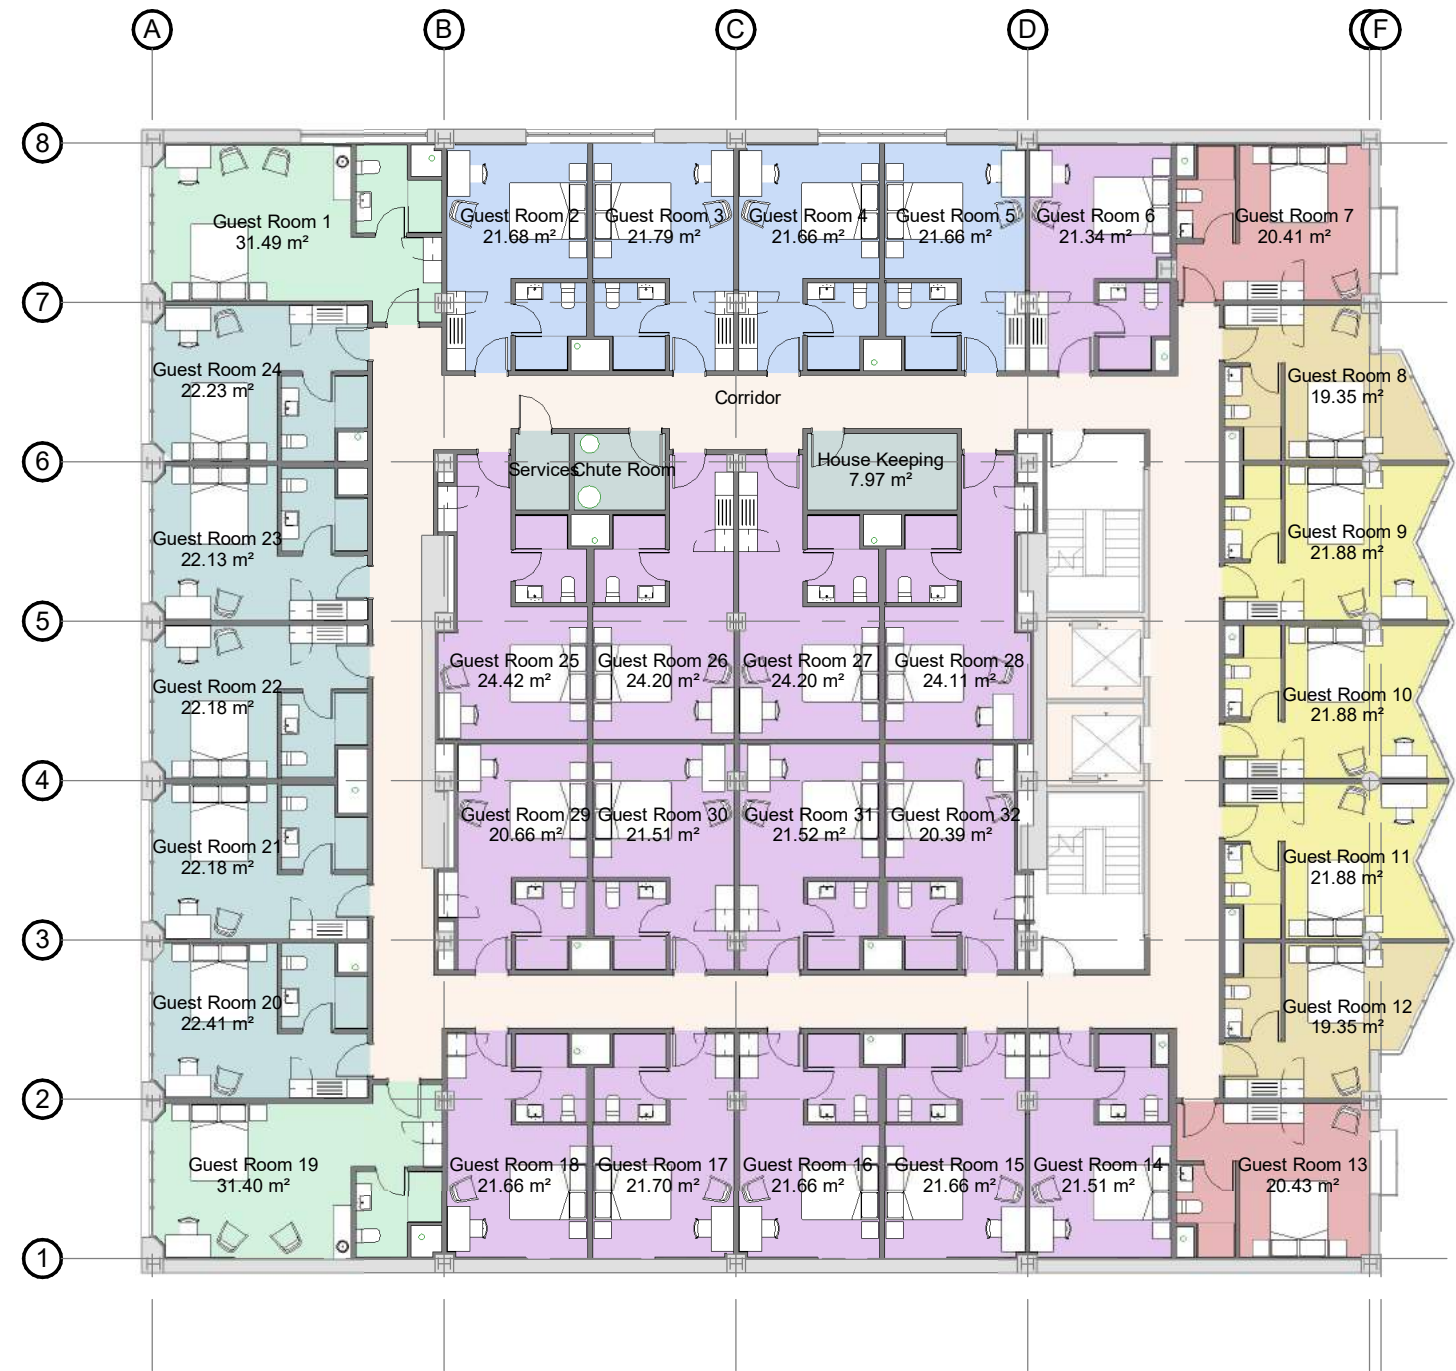 A
B
C
D
F
8
Guest Room 1
31.49 m²
Guest Room 2
21.68 m²
Guest Room 3
21.79 m²
Guest Room 4
21.66 m²
Guest Room 5
21.66 m²
Guest Room 6
21.34 m²
Guest Room 7
20.41 m²
7
Guest Room 24
22.23 m²
Corridor
Guest Room 8
19.35 m²
6
Services
Chute Room
House Keeping
7.97 m²
Guest Room 23
22.13 m²
Guest Room 9
21.88 m²
5
Guest Room 22
22.18 m²
Guest Room 25
24.42 m²
Guest Room 26
24.20 m²
Guest Room 27
24.20 m²
Guest Room 28
24.11 m²
Guest Room 10
21.88 m²
4
Guest Room 21
22.18 m²
Guest Room 29
20.66 m²
Guest Room 30
21.51 m²
Guest Room 31
21.52 m²
Guest Room 32
20.39 m²
Guest Room 11
21.88 m²
3
Guest Room 20
22.41 m²
Guest Room 12
19.35 m²
2
Guest Room 19
31.40 m²
Guest Room 18
21.66 m²
Guest Room 17
21.70 m²
Guest Room 16
21.66 m²
Guest Room 15
21.66 m²
Guest Room 14
21.51 m²
Guest Room 13
20.43 m²
1